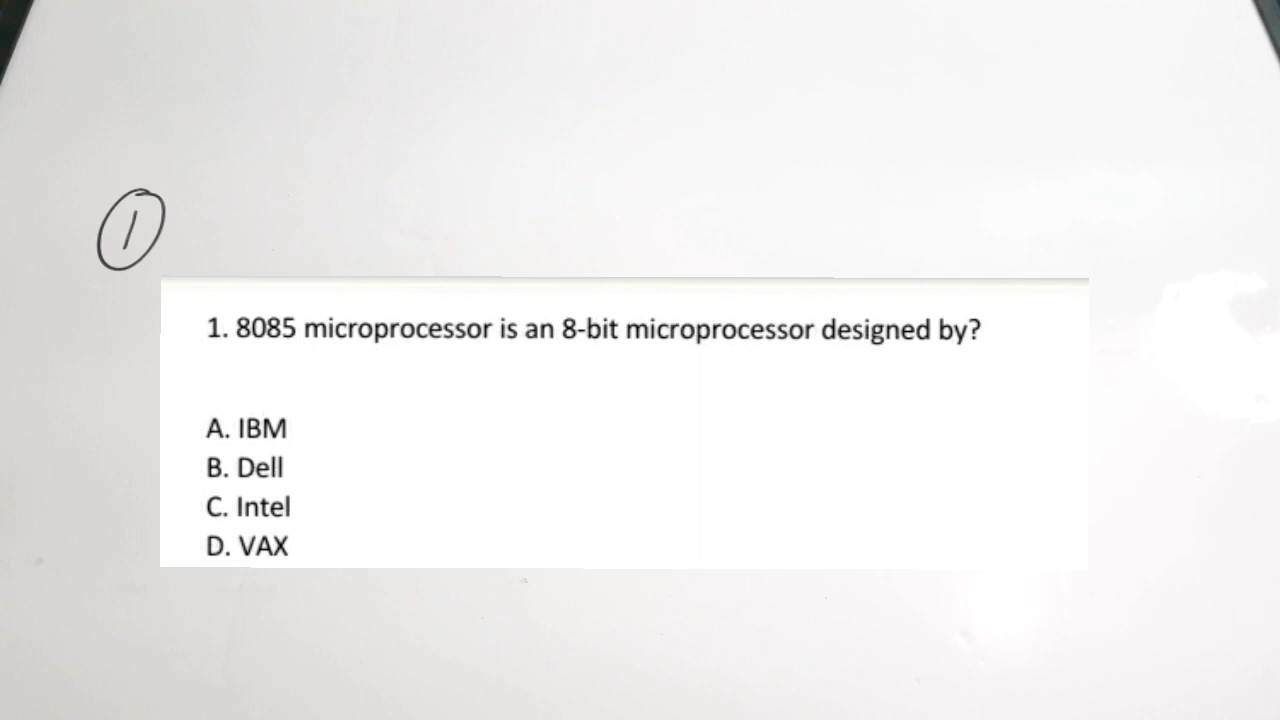 1
1. 8085 microprocessor is an 8-bit microprocessor designed by?
A. IBM
B. Dell
C. Intel
D. VAX